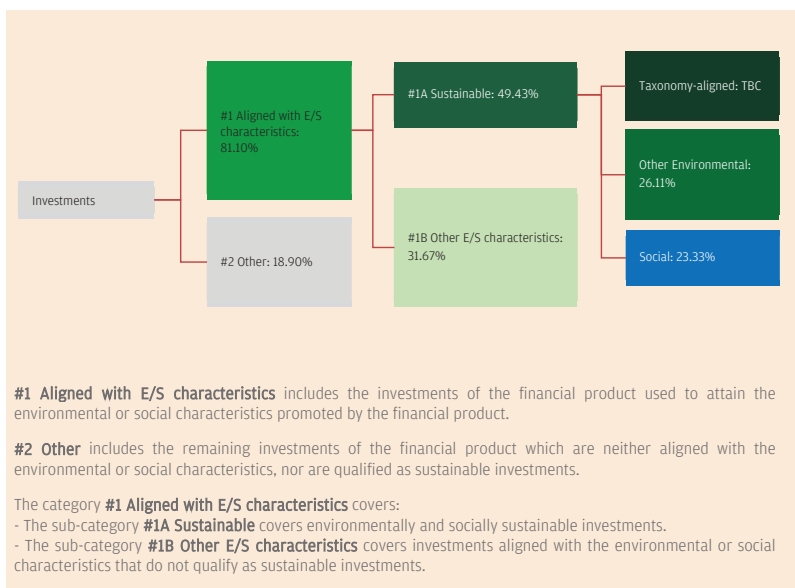 Investments
#1 Aligned with E/S
characteristics:
81.10%
#2 Other: 18.90%
#1A Sustainable: 49.43%
#1B Other E/S characteristics:
31.67%
Taxonomy-aligned: TBC
Other Environmental:
26.11%
Social: 23.33%
#1 Aligned with E/S characteristics includes the investments of the financial product used to attain the
environmental or social characteristics promoted by the financial product.
#2 Other includes the remaining investments of the financial product which are neither aligned with the
environmental or social characteristics, nor are qualified as sustainable investments.
The category #1 Aligned with E/S characteristics covers:
- The sub-category #1A Sustainable covers environmentally and socially sustainable investments.
- The sub-category #1B Other E/S characteristics covers investments aligned with the environmental or social
characteristics that do not qualify as sustainable investments.